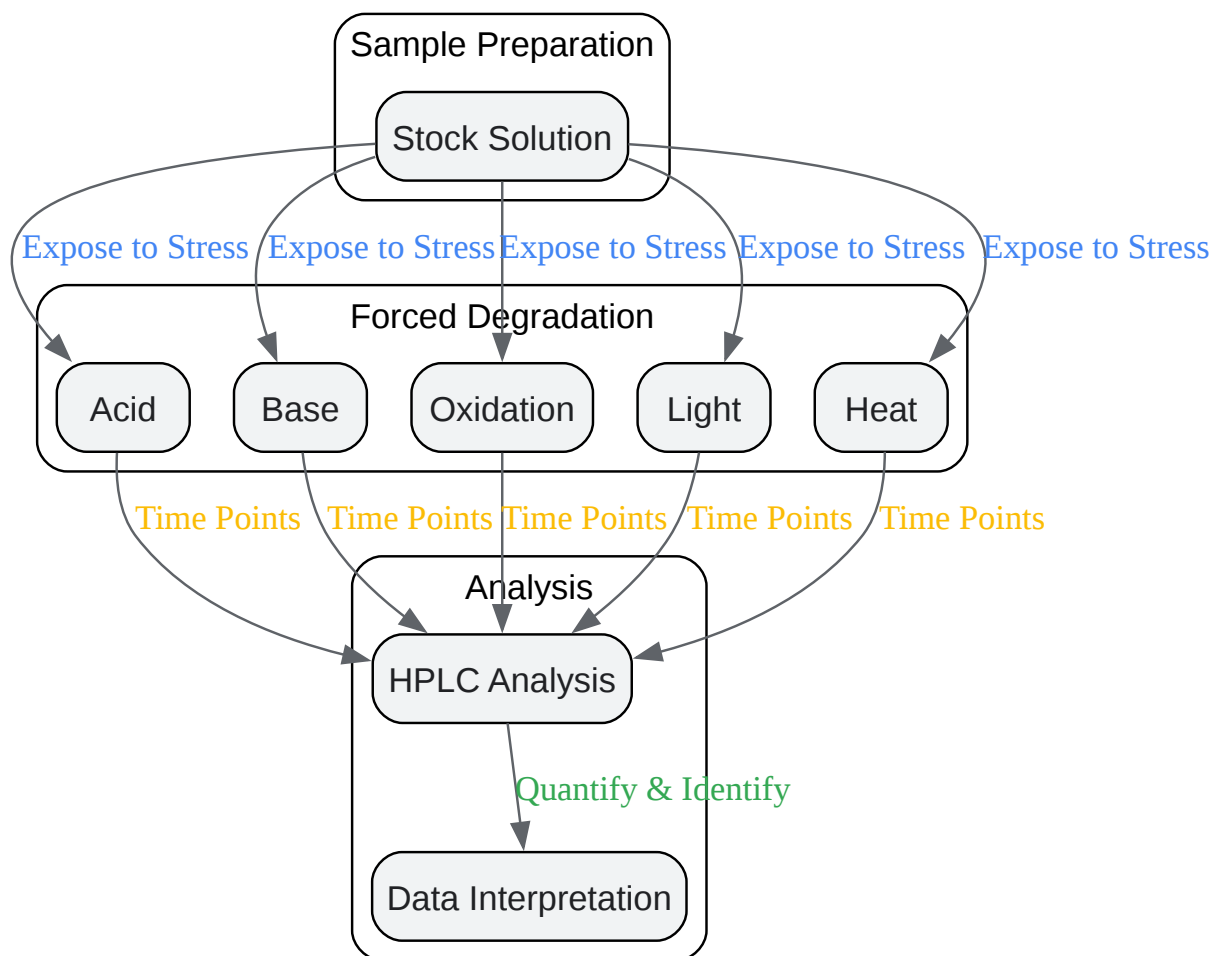 Sample Preparation
Stock Solution
Expose to Stress
Expose to Stress
Expose to Stress
Expose to Stress
Expose to Stress
Forced Degradation
Acid
Base
Oxidation
Light
Heat
Time Points
Time Points
Time Points
Time Points
Time Points
Analysis
HPLC Analysis
Quantify & Identify
Data Interpretation